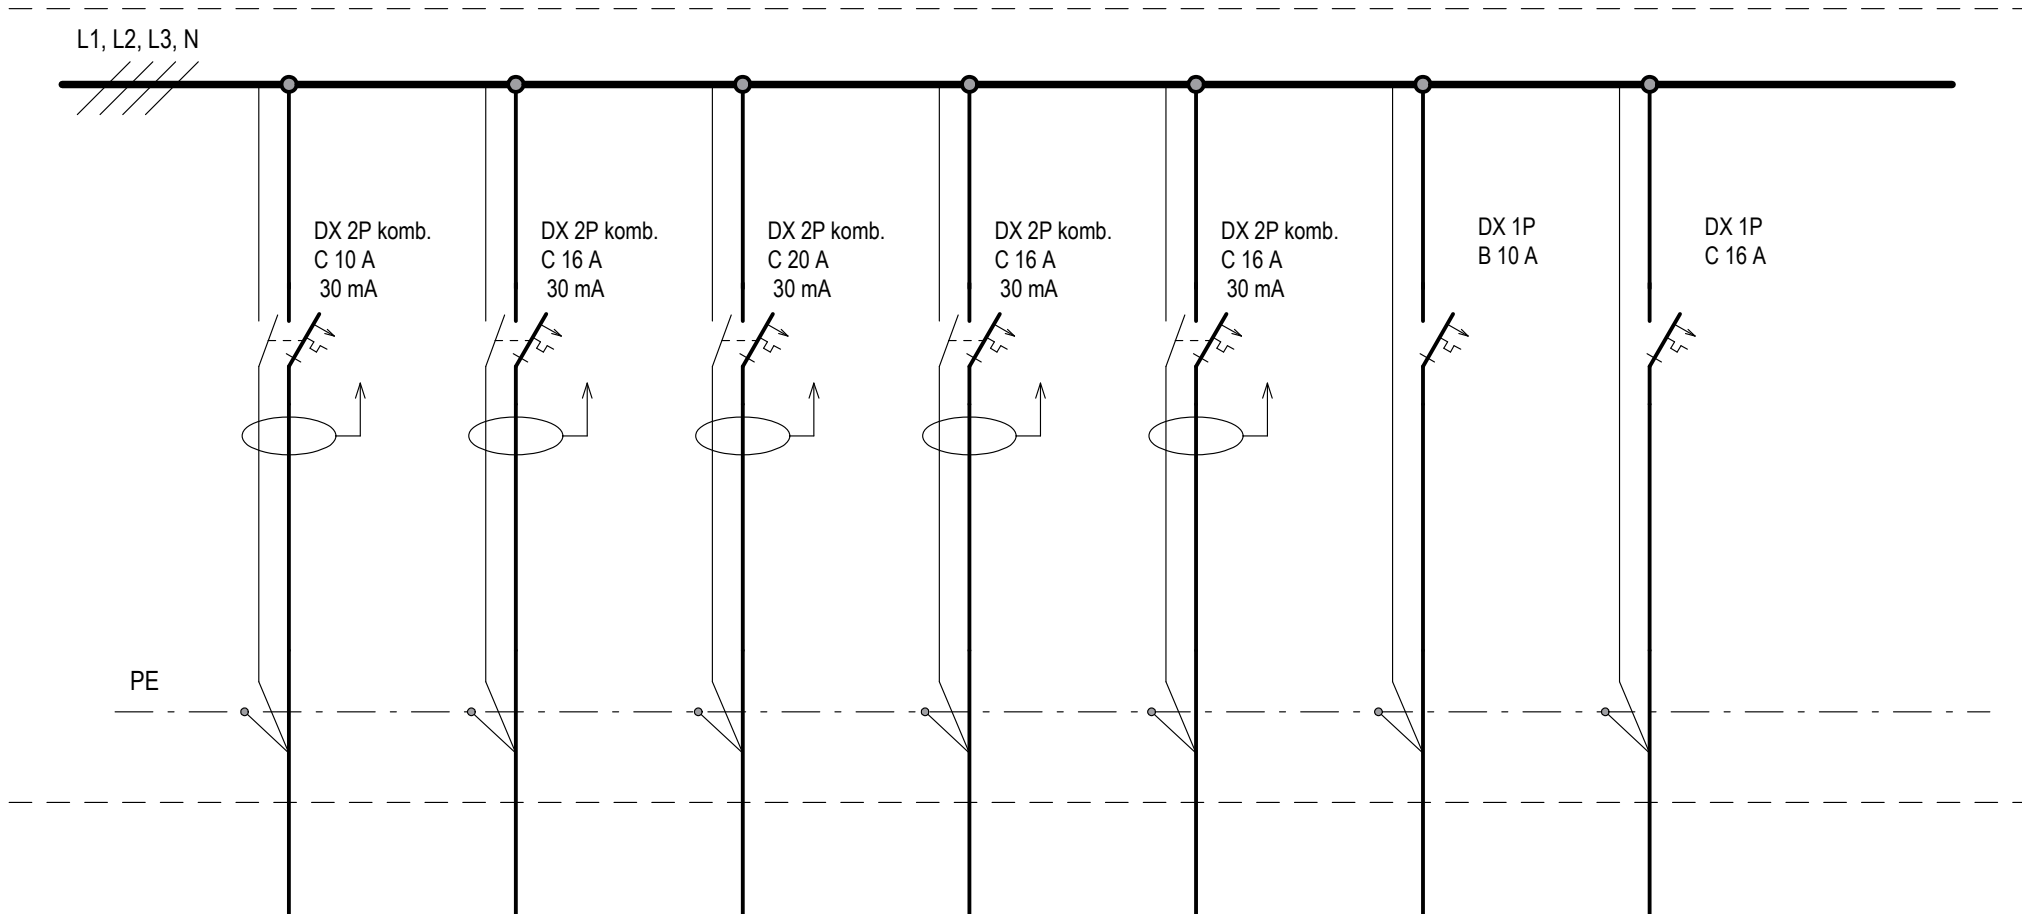 L1, L2, L3, N
DX 2P komb.
C 10 A
30 mA
DX 2P komb.
C 16 A
30 mA
DX 2P komb.
C 20 A
30 mA
DX 2P komb.
C 16 A
30 mA
DX 2P komb.
C 16 A
30 mA
DX 1P
B 10 A
DX 1P
C 16 A
PE